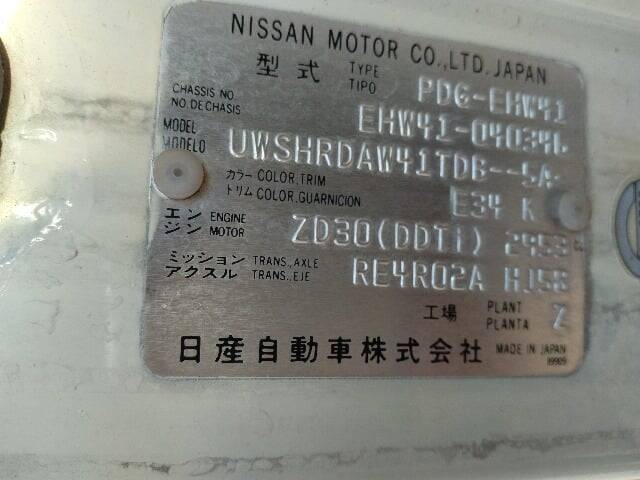 NISSAN MOTOR CO.,LTD. JAPAN
型式 TYPE TIPO PDG-EHW41
CHASSIS NO. NO. DE CHASIS EHW41-040346
MODEL MODELO UWSHRDAW41TDB--5A-
カラー トリム COLOR,TRIM COLOR,GUARNICION E34 K
エンジン ENGINE MOTOR ZD30(DDTi) 2953 cc
ミッション アクスル TRANS.,AXLE TRANS.,EJE RE4R02A HJ58
工場 PLANT PLANTA Z
日産自動車株式会社 MADE IN JAPAN